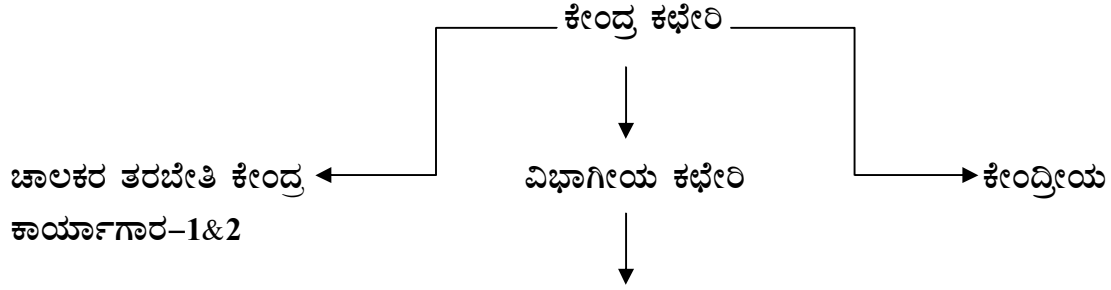 ಕೇಂದ್ರ ಕಛೇರಿ
ಚಾಲಕರ ತರಬೇತಿ ಕೇಂದ್ರ ವಿಭಾಗೀಯ ಕಛೇರಿ ಕೇಂದ್ರೀಯ
ಕಾರ್ಯಾಗಾರ–1&2